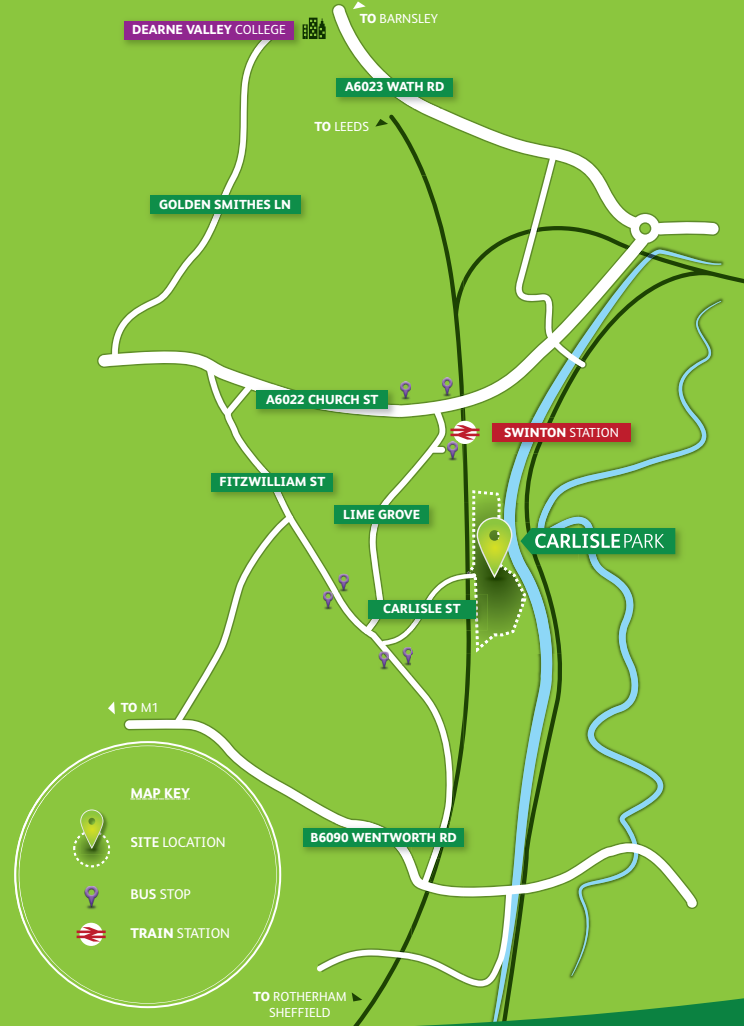 TO BARNSLEY
DEARNE VALLEY COLLEGE
A6023 WATH RD
TO LEEDS
GOLDEN SMITHES LN
A6022 CHURCH ST
SWINTON STATION
FITZWILLIAM ST
LIME GROVE
CARLISLEPARK
CARLISLE ST
TO M1
MAP KEY
SITE LOCATION
BUS STOP
TRAIN STATION
B6090 WENTWORTH RD
TO ROTHERHAM
SHEFFIELD